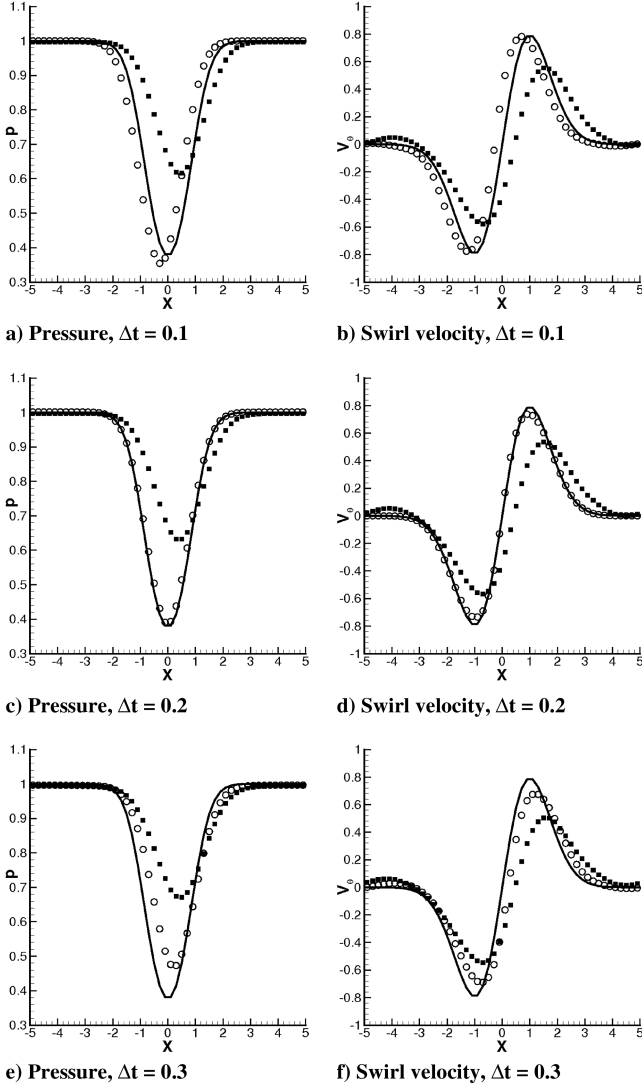 1.1
1
0.9
0.8
0.7
0.6
0.5
0.4
0.3
p
-5 -4 -3 -2 -1 0 1 2 3 4 5
X
a) Pressure, Δt = 0.1
1
0.8
0.6
0.4
0.2
0
-0.2
-0.4
-0.6
-0.8
-1
Vθ
-5 -4 -3 -2 -1 0 1 2 3 4 5
X
b) Swirl velocity, Δt = 0.1
1.1
1
0.9
0.8
0.7
0.6
0.5
0.4
0.3
p
-5 -4 -3 -2 -1 0 1 2 3 4 5
X
c) Pressure, Δt = 0.2
1
0.8
0.6
0.4
0.2
0
-0.2
-0.4
-0.6
-0.8
-1
Vθ
-5 -4 -3 -2 -1 0 1 2 3 4 5
X
d) Swirl velocity, Δt = 0.2
1.1
1
0.9
0.8
0.7
0.6
0.5
0.4
0.3
p
-5 -4 -3 -2 -1 0 1 2 3 4 5
X
e) Pressure, Δt = 0.3
1
0.8
0.6
0.4
0.2
0
-0.2
-0.4
-0.6
-0.8
-1
Vθ
-5 -4 -3 -2 -1 0 1 2 3 4 5
X
f) Swirl velocity, Δt = 0.3